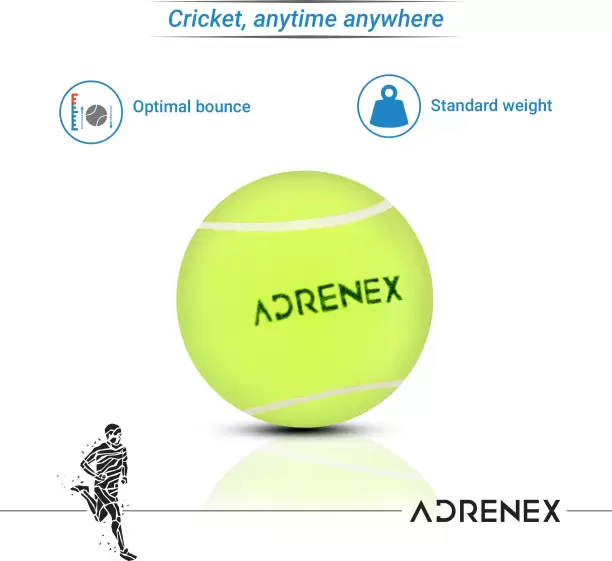 Cricket, anytime anywhere
Optimal bounce
Standard weight
ADRENEX
ADRENEX